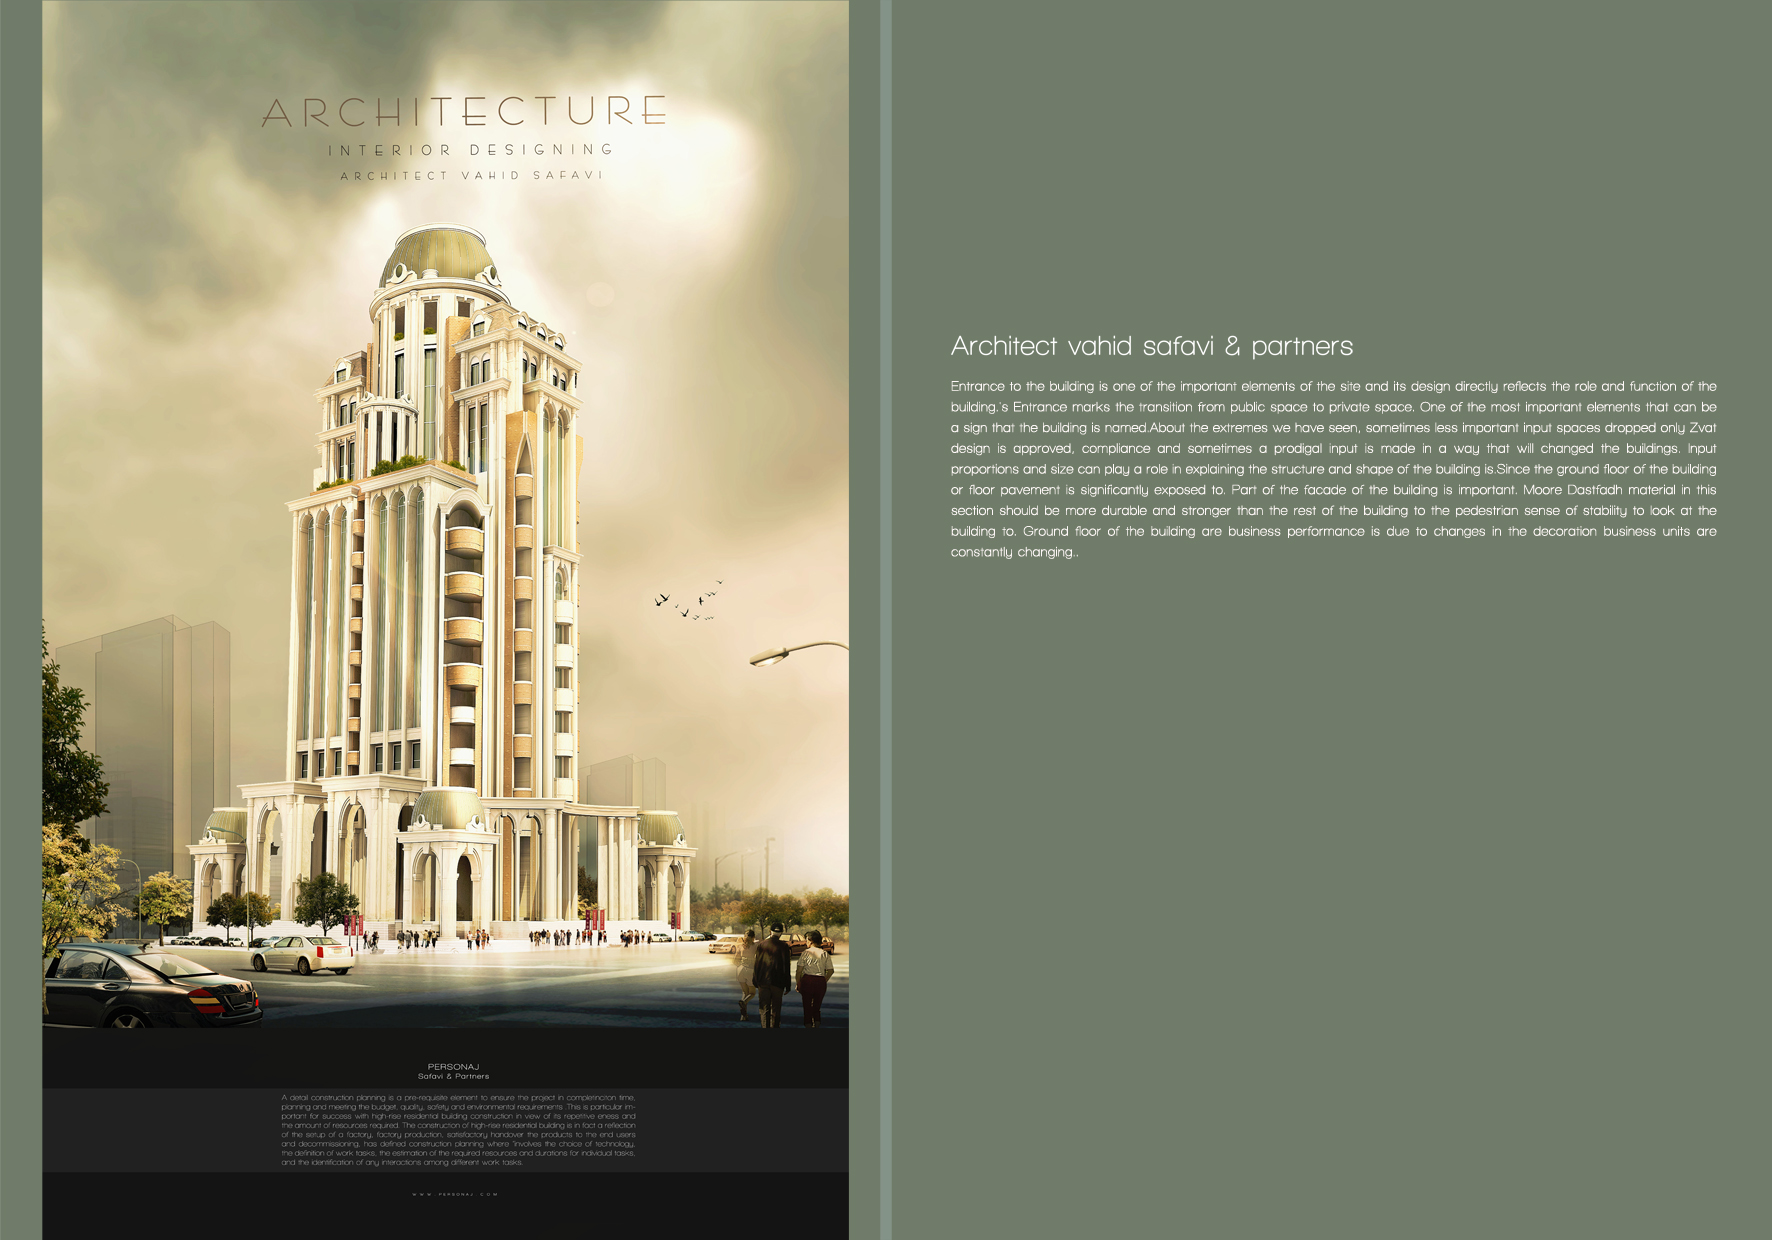 ARCHITECTURE
INTERIOR DESIGNING
ARCHITECT VAHID SAFAVI
PERSONAJ
Safavi & Partners
A detail construction planning is a pre-requisite element to ensure the project in completinciton time,
planning and meeting the budget, quality, safety and environmental requirements .This is particular im-
portant for success with high-rise residential building construction in view of its repetitive eness and
the amount of resources required. The construction of high-rise residential building is in fact a reflection
of the setup of a factory, factory production, satisfactory handover the products to the end users
and decommissioning, has defined construction planning where "involves the choice of technology,
the definition of work tasks, the estimation of the required resources and durations for individual tasks,
and the identification of any interactions among different work tasks.
WWW.PERSONAJ.COM
Architect vahid safavi & partners
Entrance to the building is one of the important elements of the site and its design directly reflects the role and function of the
building.'s Entrance marks the transition from public space to private space. One of the most important elements that can be
a sign that the building is named.About the extremes we have seen, sometimes less important input spaces dropped only Zvat
design is approved, compliance and sometimes a prodigal input is made in a way that will changed the buildings. Input
proportions and size can play a role in explaining the structure and shape of the building is.Since the ground floor of the building
or floor pavement is significantly exposed to. Part of the facade of the building is important. Moore Dastfadh material in this
section should be more durable and stronger than the rest of the building to the pedestrian sense of stability to look at the
building to. Ground floor of the building are business performance is due to changes in the decoration business units are
constantly changing..